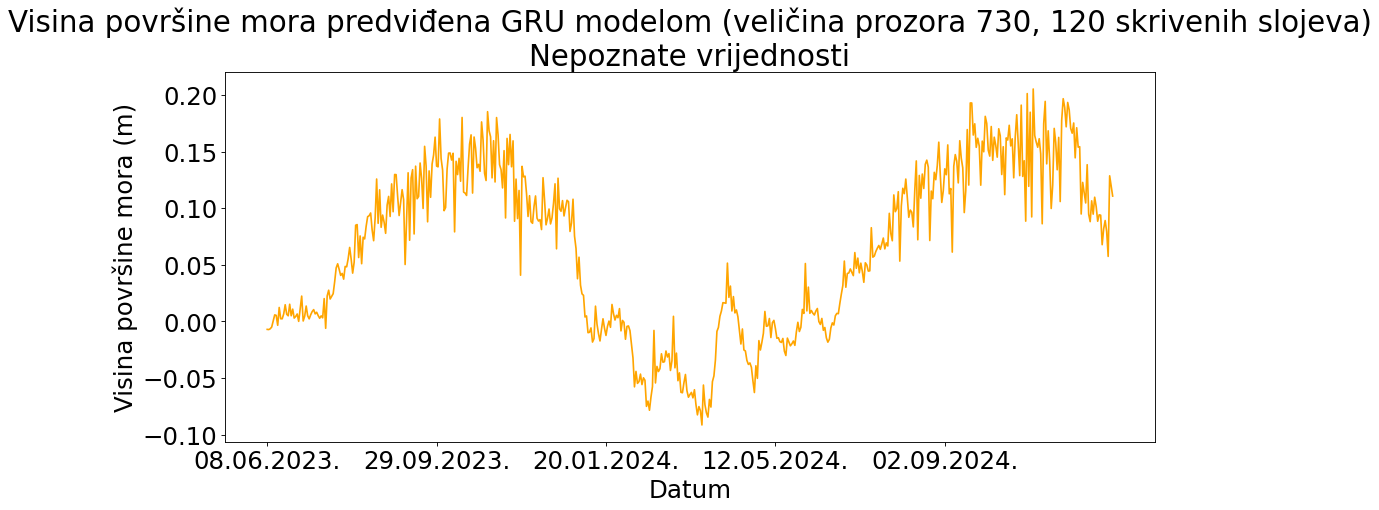 Visina površine mora predviđena GRU modelom (veličina prozora 730, 120 skrivenih slojeva)
Nepoznate vrijednosti
Visina površine mora (m)
0.20
0.15
0.10
0.05
0.00
−0.05
−0.10
08.06.2023. 29.09.2023. 20.01.2024. 12.05.2024. 02.09.2024.
Datum